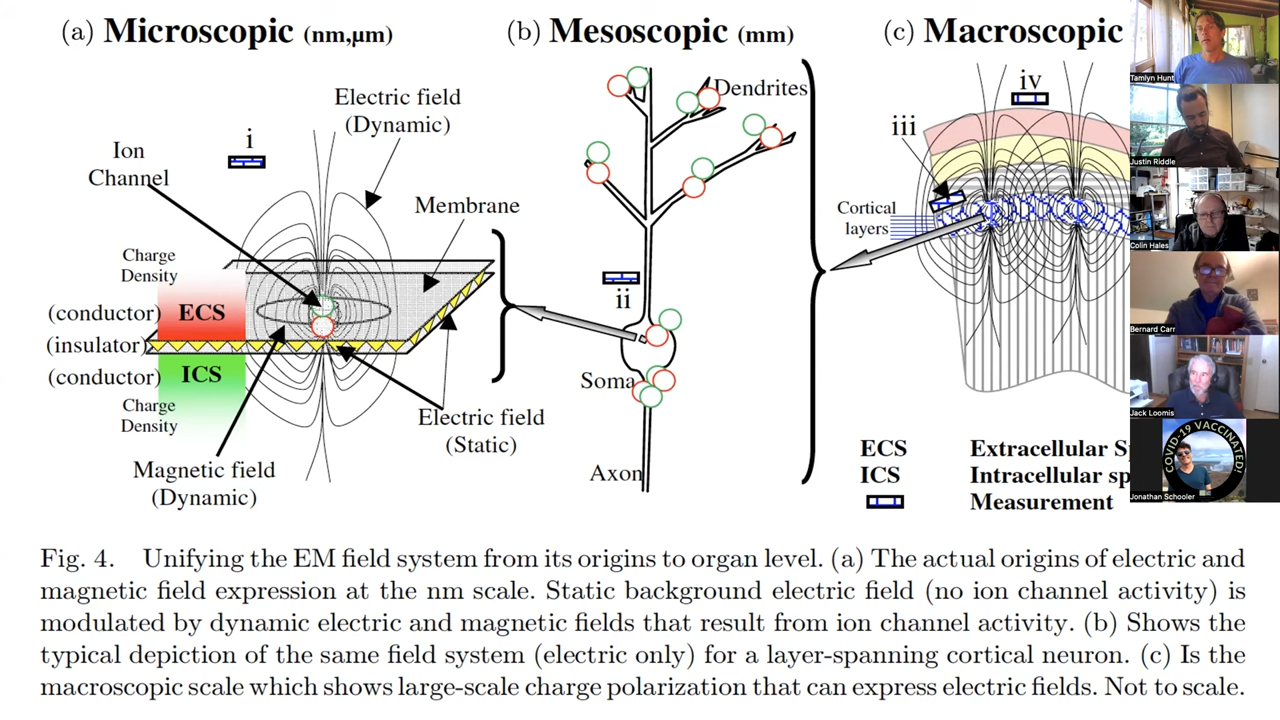 (a) Microscopic (nm,µm)
(b) Mesoscopic (mm)
(c) Macroscopic
i
Electric field
(Dynamic)
Ion
Channel
Membrane
Charge
Density
(conductor) ECS
(insulator)
(conductor) ICS
Charge
Density
Magnetic field
(Dynamic)
Electric field
(Static)
Dendrites
ii
Soma
Axon
iv
iii
Cortical
layers
ECS Extracellular S
ICS Intracellular sp
Measurement
Tamlyn Hunt
Justin Riddle
Colin Hales
Bernard Carr
Jack Loomis
COVID-19 VACCINATED!
Jonathan Schooler
Fig. 4. Unifying the EM field system from its origins to organ level. (a) The actual origins of electric and
magnetic field expression at the nm scale. Static background electric field (no ion channel activity) is
modulated by dynamic electric and magnetic fields that result from ion channel activity. (b) Shows the
typical depiction of the same field system (electric only) for a layer-spanning cortical neuron. (c) Is the
macroscopic scale which shows large-scale charge polarization that can express electric fields. Not to scale.